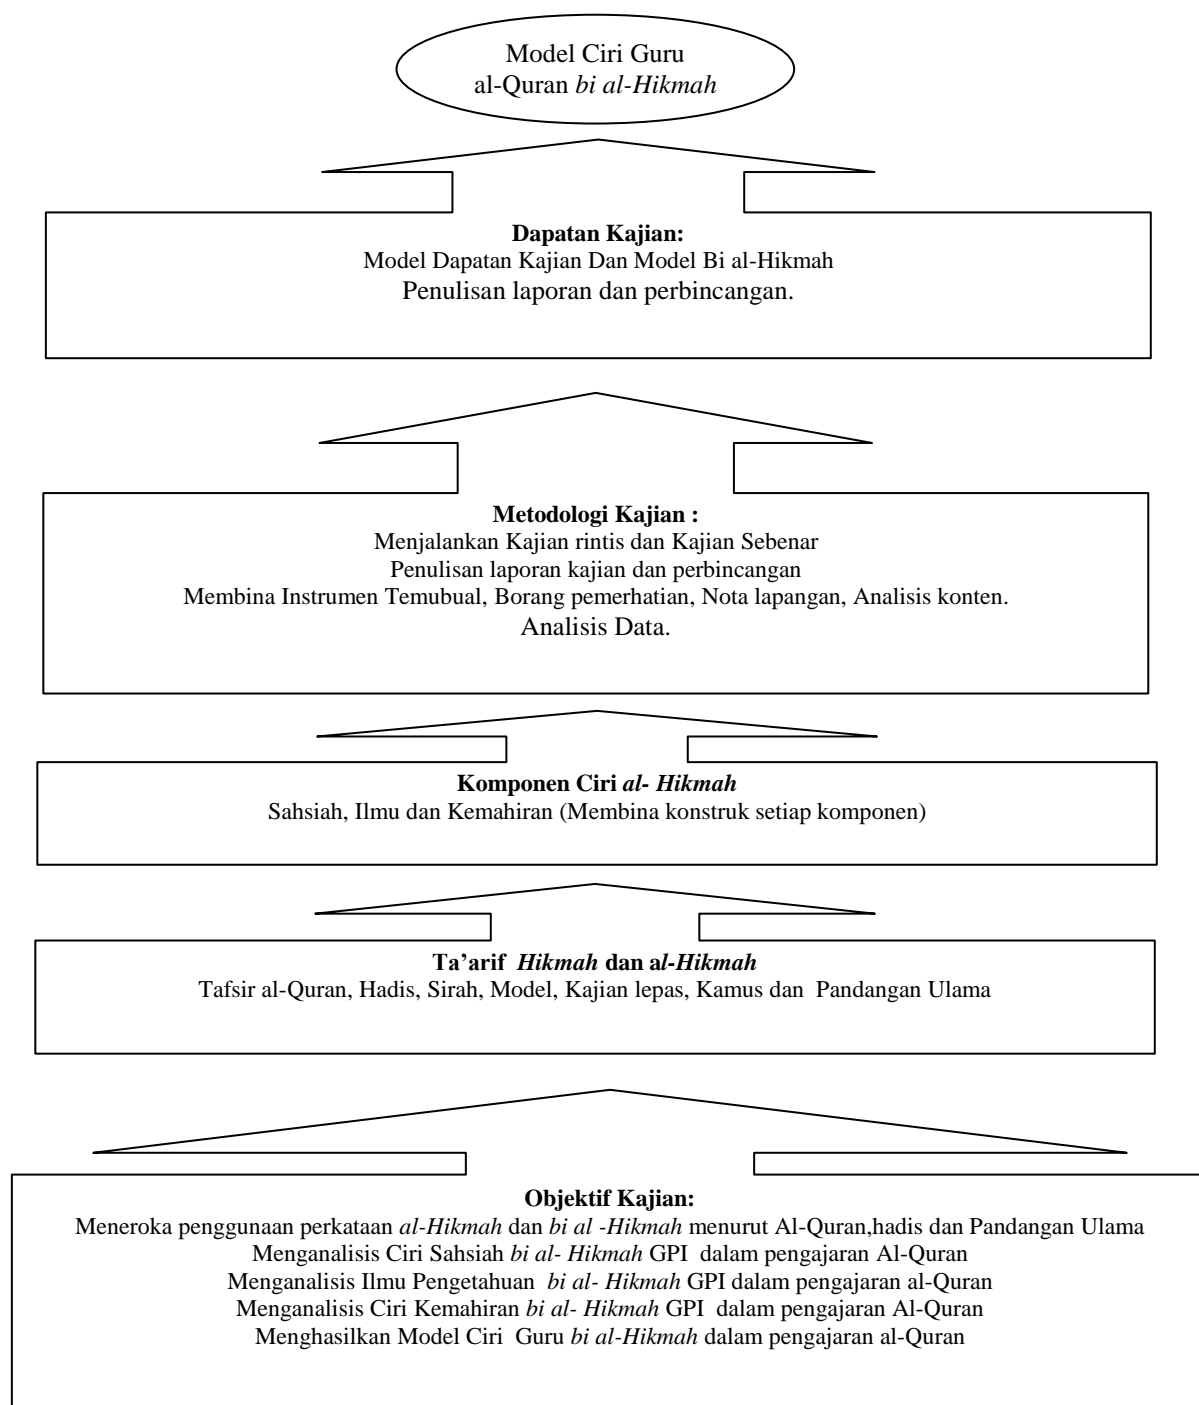 Model Ciri Guru
al-Quran bi al-Hikmah
Dapatan Kajian:
Model Dapatan Kajian Dan Model Bi al-Hikmah
Penulisan laporan dan perbincangan.
Metodologi Kajian :
Menjalankan Kajian rintis dan Kajian Sebenar
Penulisan laporan kajian dan perbincangan
Membina Instrumen Temubual, Borang pemerhatian, Nota lapangan, Analisis konten.
Analisis Data.
Komponen Ciri al- Hikmah
Sahsiah, Ilmu dan Kemahiran (Membina konstruk setiap komponen)
Ta’arif Hikmah dan al-Hikmah
Tafsir al-Quran, Hadis, Sirah, Model, Kajian lepas, Kamus dan Pandangan Ulama
Objektif Kajian:
Meneroka penggunaan perkataan al-Hikmah dan bi al -Hikmah menurut Al-Quran,hadis dan Pandangan Ulama
Menganalisis Ciri Sahsiah bi al- Hikmah GPI dalam pengajaran Al-Quran
Menganalisis Ilmu Pengetahuan bi al- Hikmah GPI dalam pengajaran al-Quran
Menganalisis Ciri Kemahiran bi al- Hikmah GPI dalam pengajaran Al-Quran
Menghasilkan Model Ciri Guru bi al-Hikmah dalam pengajaran al-Quran